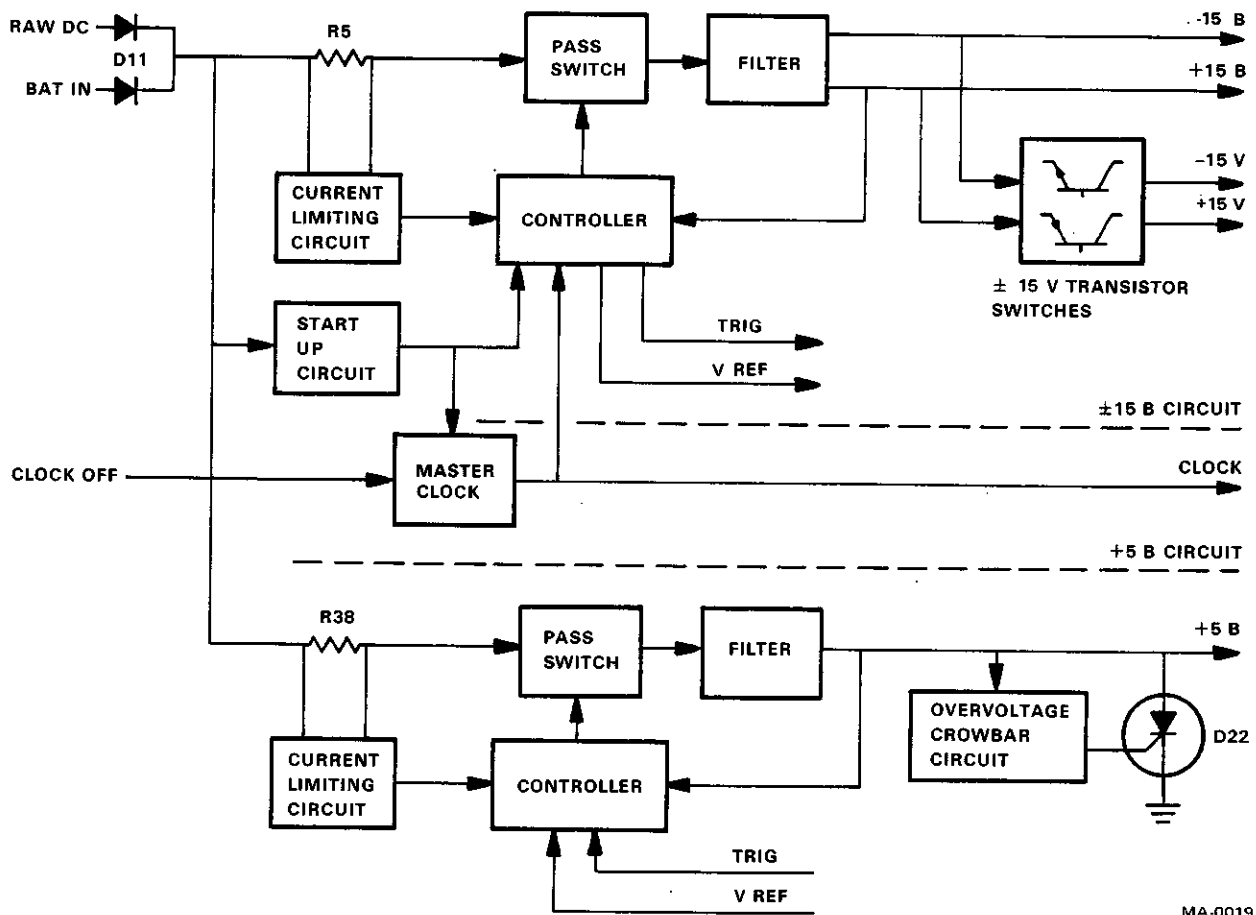 RAW DC
D11
BAT IN
R5
PASS
SWITCH
FILTER
-15 B
+15 B
CURRENT
LIMITING
CIRCUIT
CONTROLLER
-15 V
+15 V
± 15 V TRANSISTOR
SWITCHES
START
UP
CIRCUIT
TRIG
V REF
±15 B CIRCUIT
CLOCK OFF
MASTER
CLOCK
CLOCK
+5 B CIRCUIT
R38
PASS
SWITCH
FILTER
+5 B
CURRENT
LIMITING
CIRCUIT
CONTROLLER
OVERVOLTAGE
CROWBAR
CIRCUIT
D22
TRIG
V REF
MA-0019